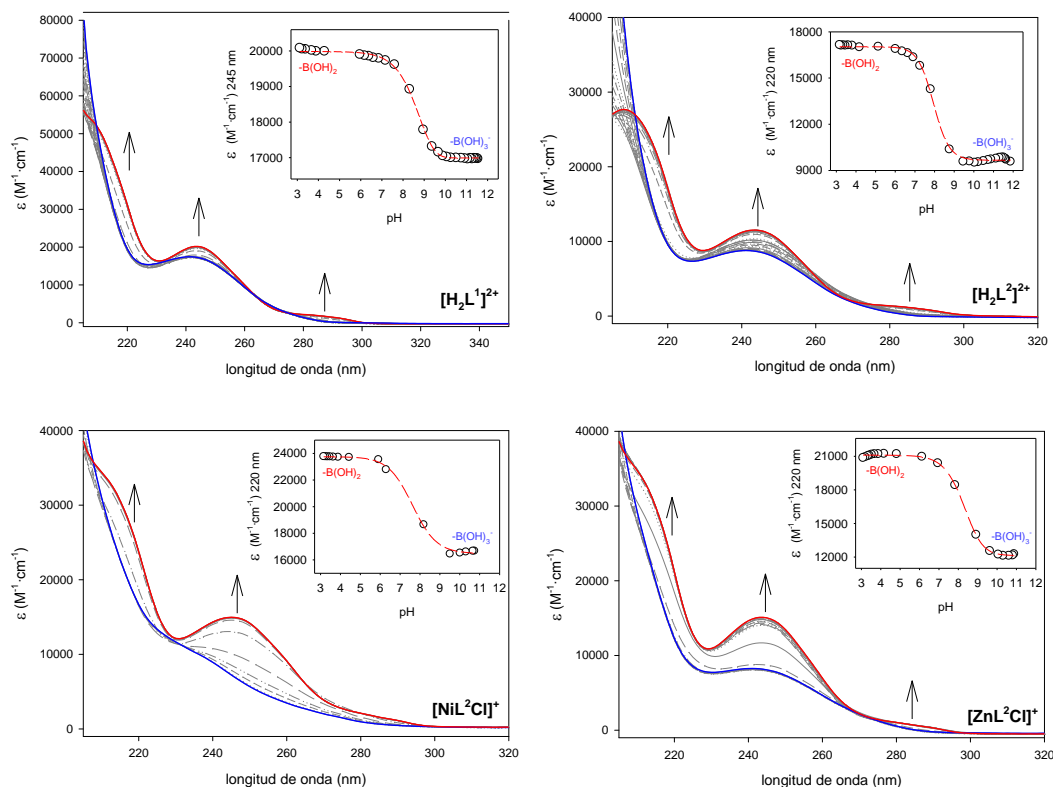 80000
70000
60000
50000
40000
30000
20000
10000
0
ε (M⁻¹·cm⁻¹)
220 240 260 280 300 320 340
longitud de onda (nm)
[H₂L¹]²⁺
20000
19000
18000
17000
ε (M⁻¹·cm⁻¹) 245 nm
3 4 5 6 7 8 9 10 11 12
pH
-B(OH)₂
-B(OH)₃⁻
40000
30000
20000
10000
0
ε (M⁻¹·cm⁻¹)
220 240 260 280 300 320
longitud de onda (nm)
[H₂L²]²⁺
18000
15000
12000
9000
ε (M⁻¹·cm⁻¹) 220 nm
3 4 5 6 7 8 9 10 11 12
pH
-B(OH)₂
-B(OH)₃⁻
40000
30000
20000
10000
0
ε (M⁻¹·cm⁻¹)
220 240 260 280 300 320
longitud de onda (nm)
[NiL²Cl]⁺
24000
22000
20000
18000
16000
ε (M⁻¹·cm⁻¹) 220 nm
3 4 5 6 7 8 9 10 11
pH
-B(OH)₂
-B(OH)₃⁻
40000
30000
20000
10000
0
ε (M⁻¹·cm⁻¹)
220 240 260 280 300 320
longitud de onda (nm)
[ZnL²Cl]⁺
21000
18000
15000
12000
ε (M⁻¹·cm⁻¹) 220 nm
3 4 5 6 7 8 9 10 11
pH
-B(OH)₂
-B(OH)₃⁻